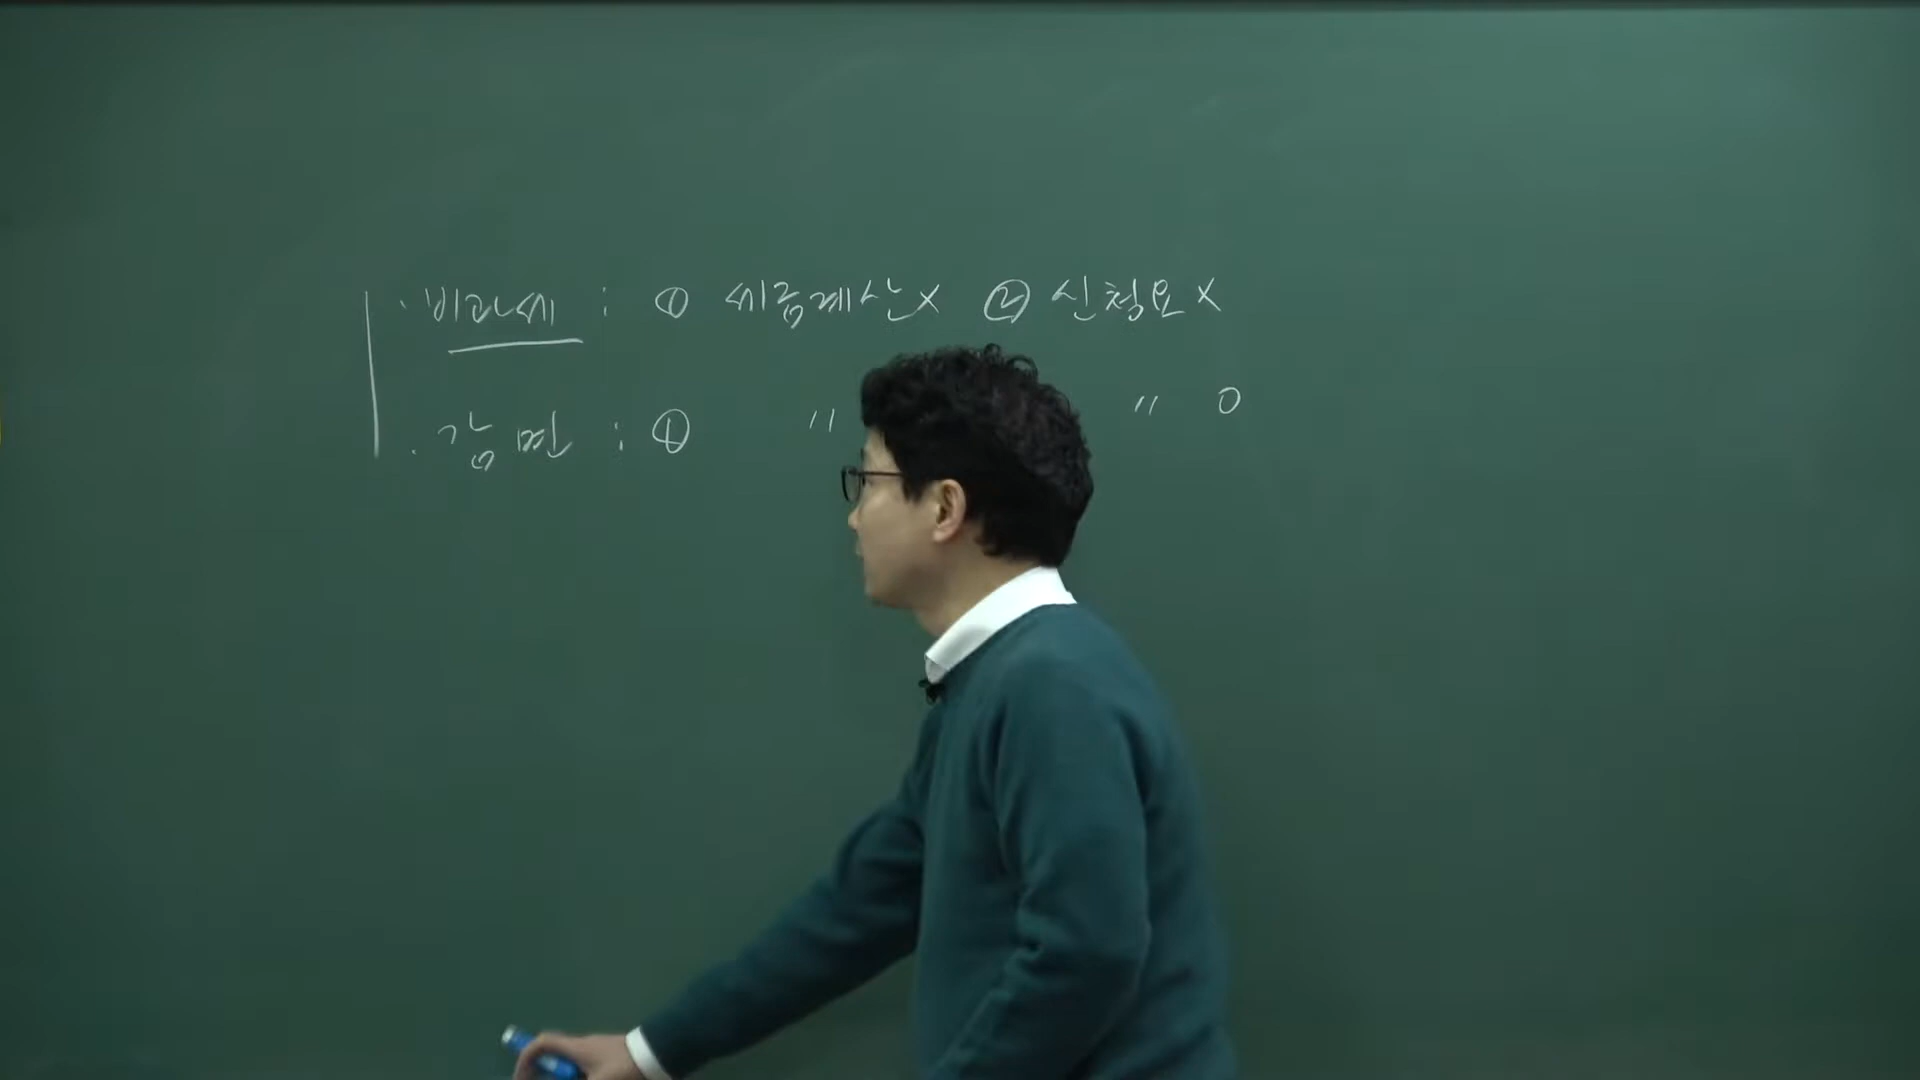 · 비과세 : ① 세금계산 X ② 신청요 X
· 감면 : ① 〃 〃 O